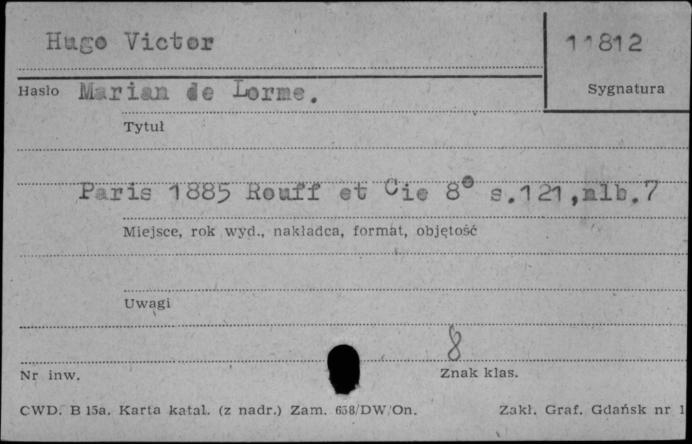 Hugo Victor
11812
Hasło Marian de Lorme.
Sygnatura
Tytuł
Paris 1885 Rouff et Cie 8° s.121,nlb.7
Miejsce, rok wyd., nakładca, format, objętość
Uwagi
8
Nr inw.
Znak klas.
CWD. B 15a. Karta katal. (z nadr.) Zam. 658/DW/On.
Zakł. Graf. Gdańsk nr 1